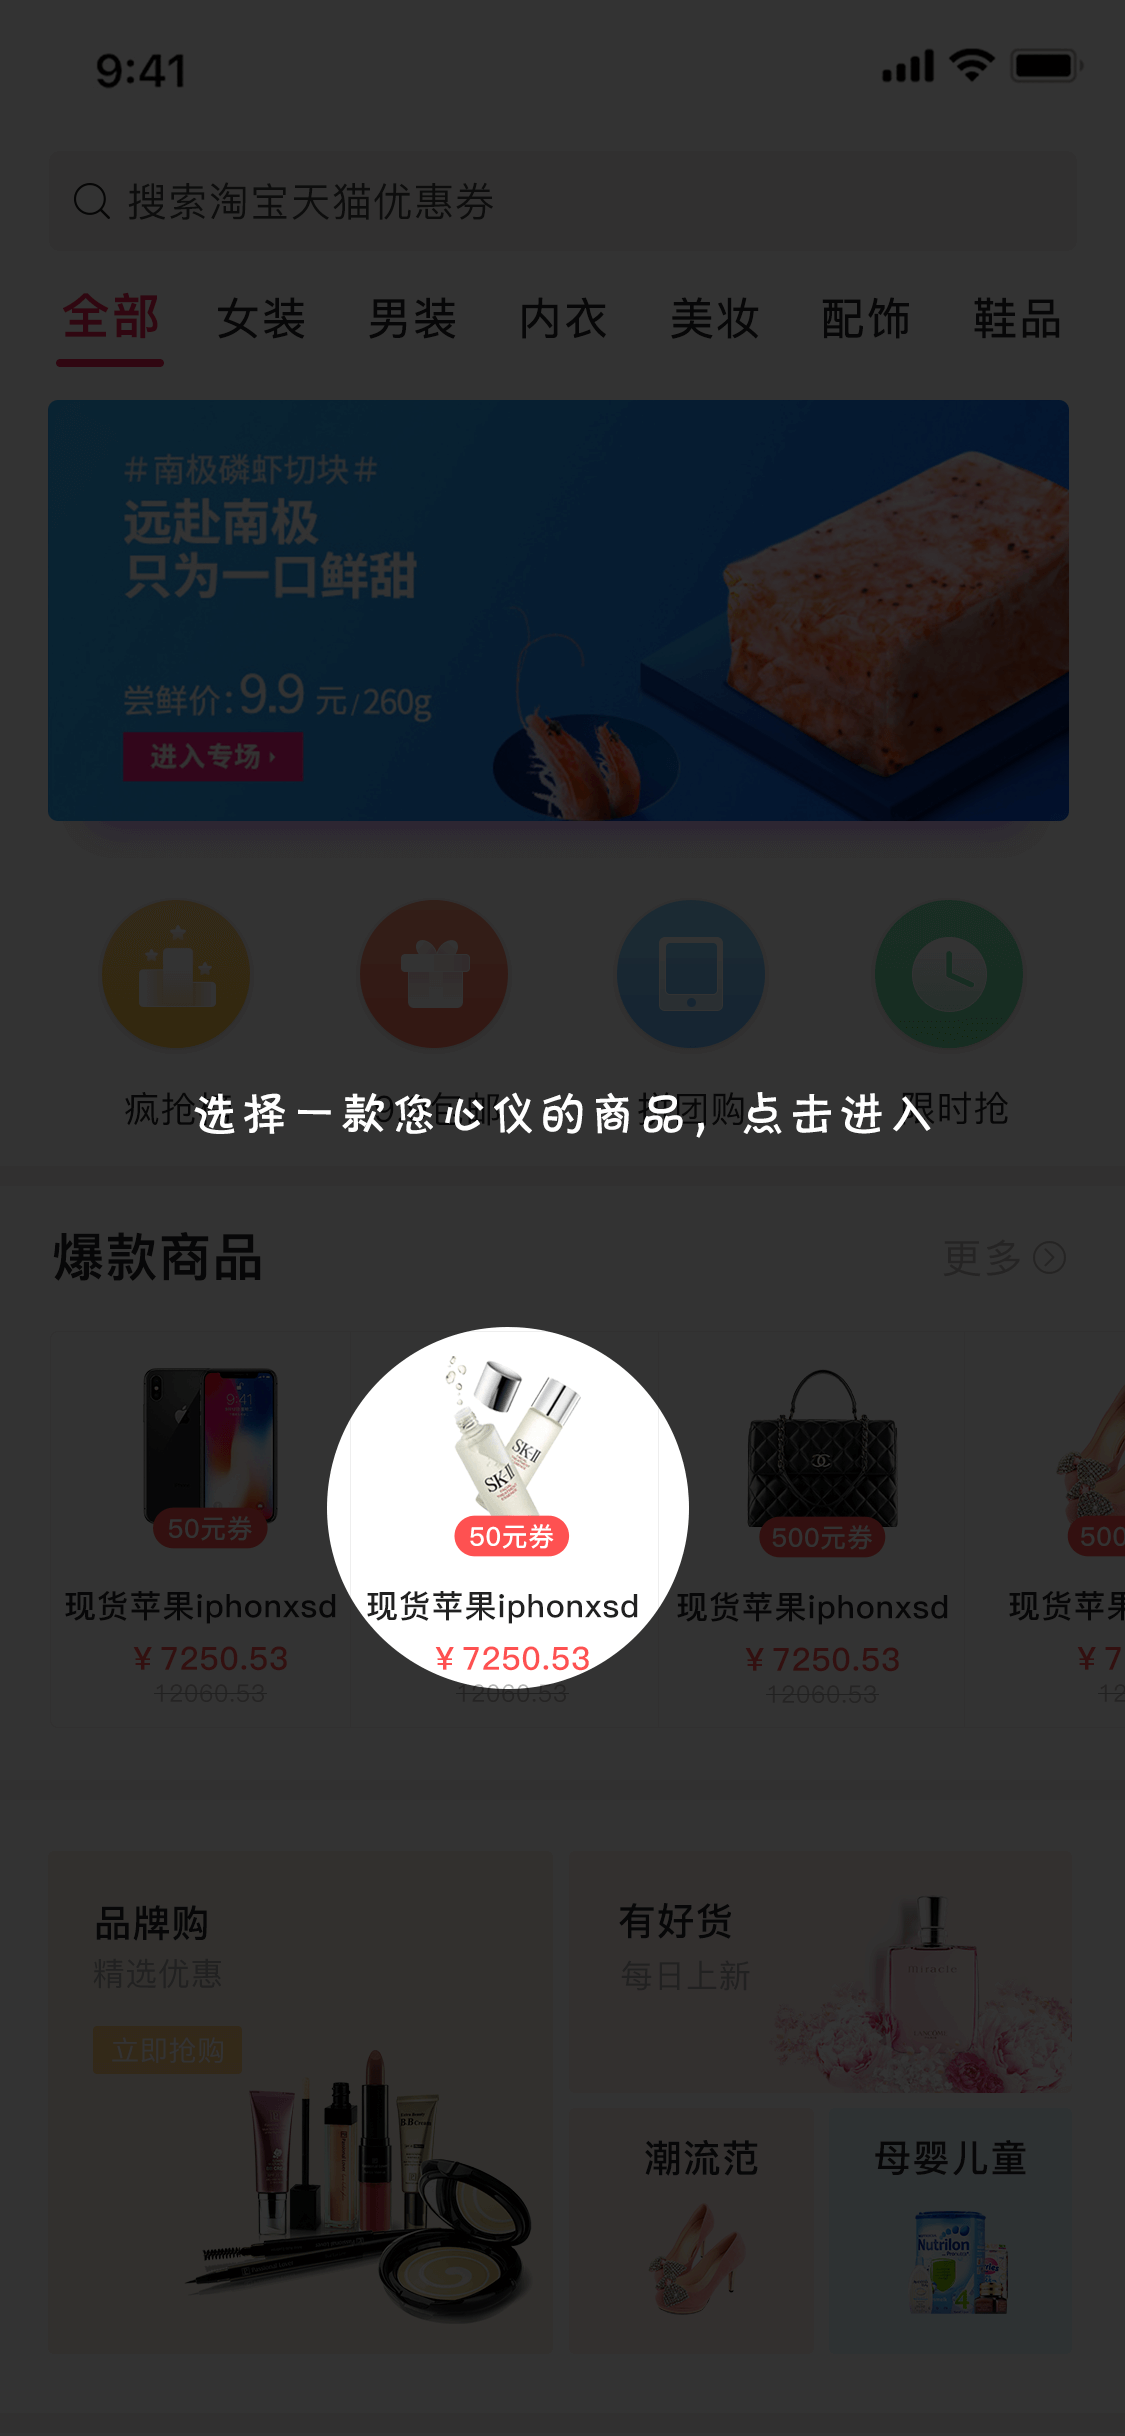 9:41
搜索淘宝天猫优惠券
全部 女装 男装 内衣 美妆 配饰 鞋品
#南极磷虾切块#
远赴南极
只为一口鲜甜
尝鲜价:9.9 元/260g
进入专场
疯抢 包邮 团购 限时抢
选择一款您心仪的商品，点击进入
爆款商品 更多
9:41
SK-II
SK-II
50元券 50元券 500元券 500
现货苹果iphonxsd 现货苹果iphonxsd 现货苹果iphonxsd 现货苹果
¥ 7250.53 ¥ 7250.53 ¥ 7250.53 ¥ 7
12060.53 12060.53 12060.53 12
品牌购
精选优惠
立即抢购
有好货
每日上新
miracle
B.B Cream
潮流范
母婴儿童
Nutrilon
4